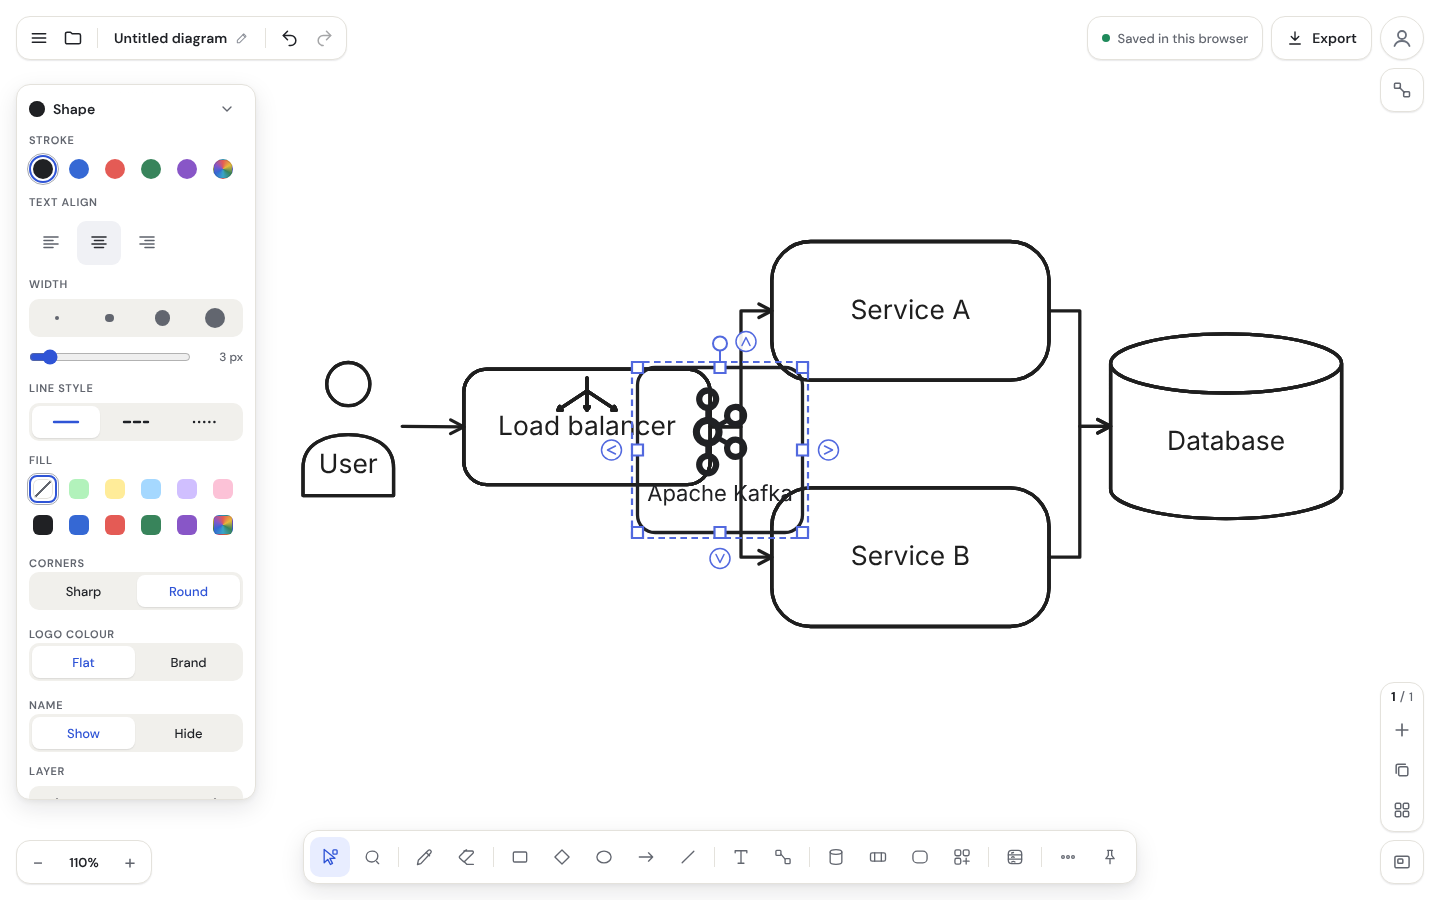 Untitled diagram
Saved in this browser
Export
Shape
STROKE
TEXT ALIGN
WIDTH
3 px
LINE STYLE
FILL
CORNERS
Sharp
Round
LOGO COLOUR
Flat
Brand
NAME
Show
Hide
LAYER
110%
User
Load balancer
Apache Kafka
Service A
Service B
Database
1 / 1